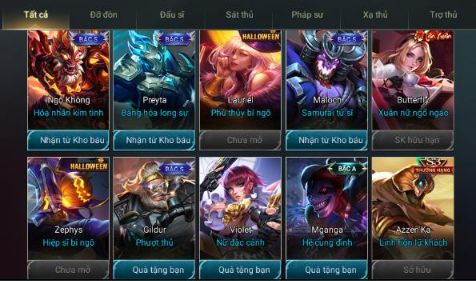 Tất cả
Đỡ đòn
Đấu sĩ
Sát thủ
Pháp sư
Xạ thủ
Trợ thủ
BẬC S
BẬC S
HALLOWEEN
BẬC S
Ngộ Không
Preyta
Lauriel
Maloch
Butterfly
Hỏa nhãn kim tinh
Băng hỏa long sư
Phù thủy bí ngô
Samurai tử sĩ
Xuân nữ ngổ ngáo
Nhận từ Kho báu
Nhận từ Kho báu
Chưa mở
Nhận từ Kho báu
SK hữu hạn
HALLOWEEN
BẬC S
BẬC A
THƯỞNG HẠNG
Zephys
Gildur
Violet
Mganga
Azzen'Ka
Hiệp sĩ bí ngô
Phượt thủ
Nữ đặc cảnh
Hề cung đình
Linh hồn lữ khách
Chưa mở
Quà tặng bạn
Quà tặng bạn
Quà tặng bạn
Sở hữu